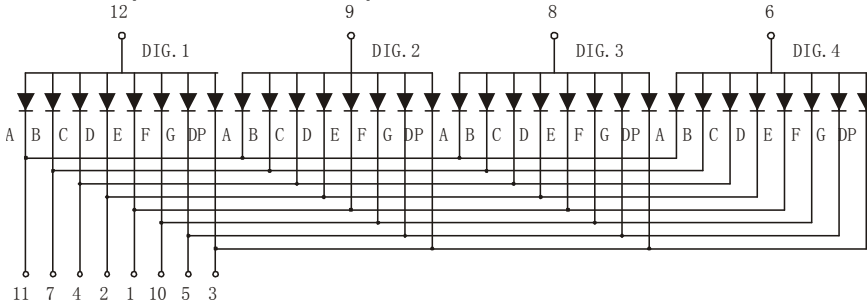 12 9 8 6
DIG.1 DIG.2 DIG.3 DIG.4
A B C D E F G DP A B C D E F G DP A B C D E F G DP A B C D E F G DP
11 7 4 2 1 10 5 3